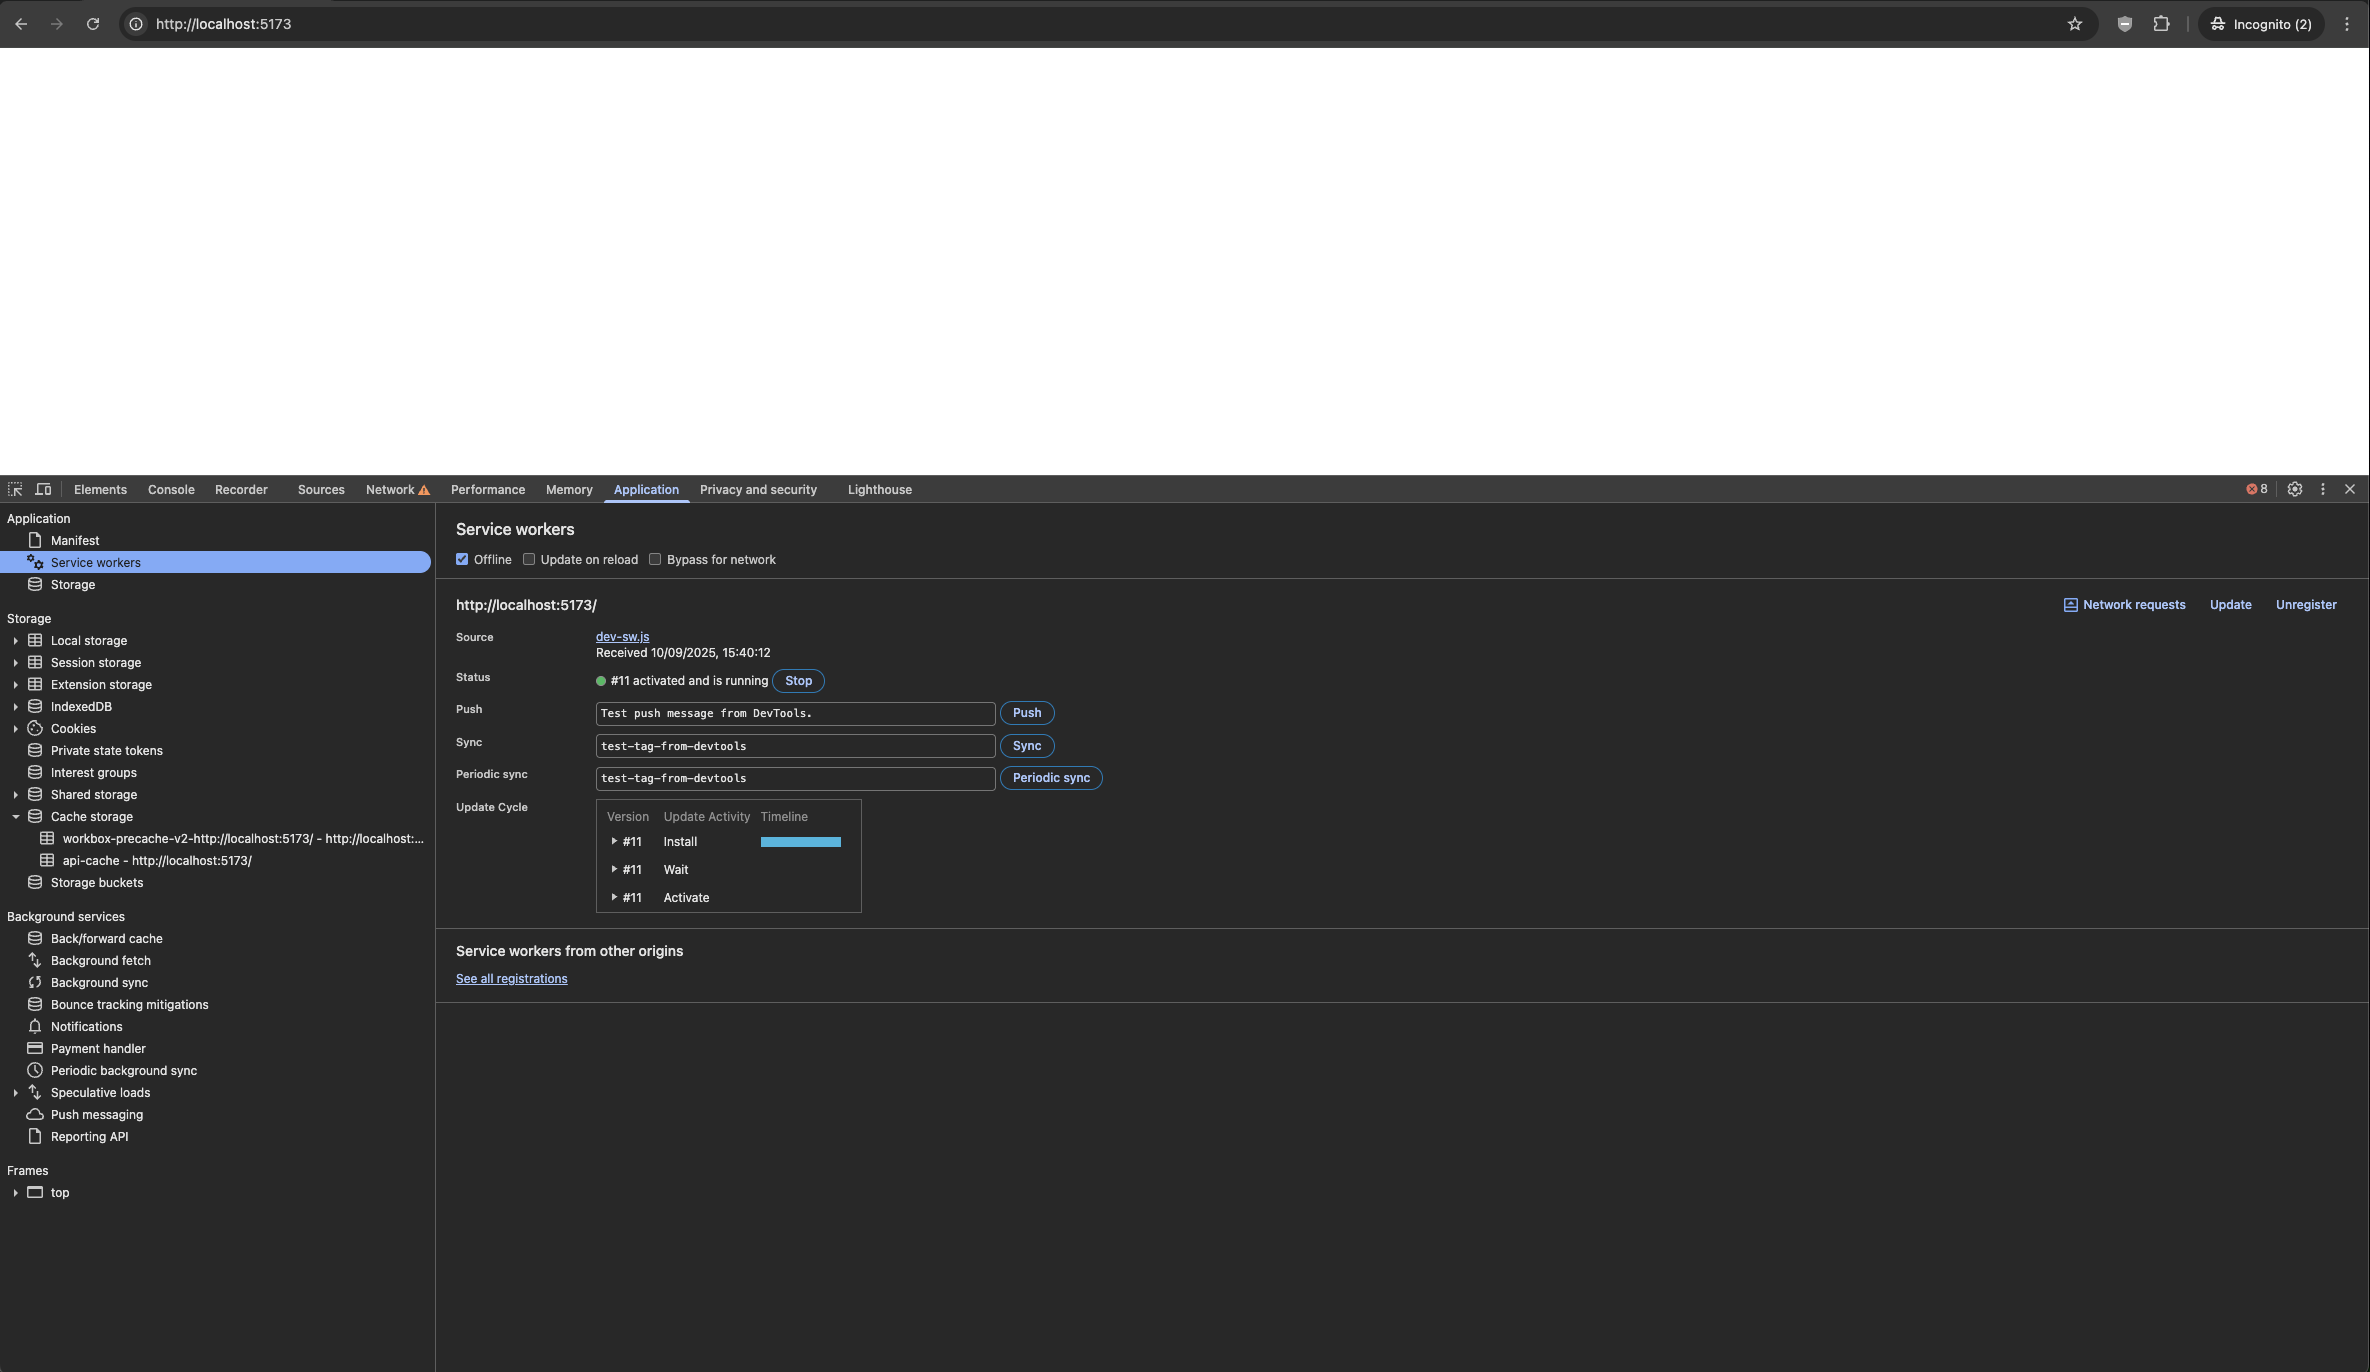 http://localhost:5173
Incognito (2)
Elements Console Recorder Sources Network Performance Memory Application Privacy and security Lighthouse 8
Application
Manifest
Service workers
Storage
Storage
Local storage
Session storage
Extension storage
IndexedDB
Cookies
Private state tokens
Interest groups
Shared storage
Cache storage
workbox-precache-v2-http://localhost:5173/ - http://localhost:...
api-cache - http://localhost:5173/
Storage buckets
Background services
Back/forward cache
Background fetch
Background sync
Bounce tracking mitigations
Notifications
Payment handler
Periodic background sync
Speculative loads
Push messaging
Reporting API
Frames
top
Service workers
Offline Update on reload Bypass for network
http://localhost:5173/ Network requests Update Unregister
Source dev-sw.js
Received 10/09/2025, 15:40:12
Status #11 activated and is running Stop
Push Test push message from DevTools. Push
Sync test-tag-from-devtools Sync
Periodic sync test-tag-from-devtools Periodic sync
Update Cycle Version Update Activity Timeline
#11 Install
#11 Wait
#11 Activate
Service workers from other origins
See all registrations